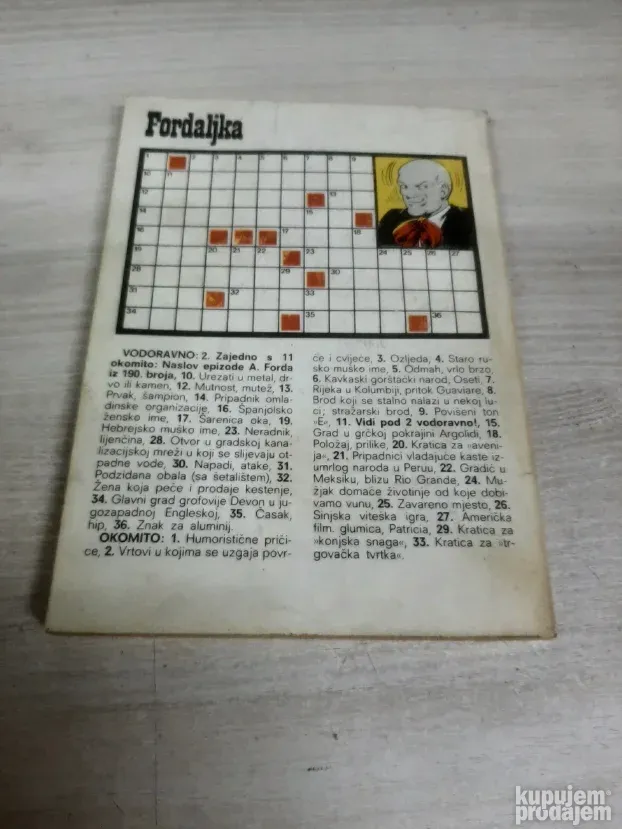 Fordaljka
VODORAVNO: 2. Zajedno s 11
okomito: Naslov epizode A. Forda
iz 190. broja, 10. Urezati u metal, dr-
vo ili kamen, 12. Mutnost, mutež, 13.
Prvak, šampion, 14. Pripadnik omla-
dinske organizacije, 16. Španjolsko
žensko ime, 17. Šarenica oka, 19.
Hebrejsko muško ime, 23. Neradnik,
lijenčina, 28. Otvor u gradskoj kana-
lizacijskoj mreži u koji se slijevaju ot-
padne vode, 30. Napadi, atake, 31.
Podzidana obala (sa šetalištem), 32.
Žena koja peče i prodaje kestenje,
34. Glavni grad grofovije Devon u ju-
gozapadnoj Engleskoj, 35. Časak,
hip, 36. Znak za aluminij.
OKOMITO: 1. Humoristične priči-
ce, 2. Vrtovi u kojima se uzgaja povr-
će i cvijeće, 3. Ozljeda, 4. Staro ru-
sko muško ime, 5. Odmah, vrlo brzo,
6. Kavkaski gorštački narod, Oseti, 7.
Rijeka u Kolumbiji, pritok Guaviare, 8.
Brod koji se stalno nalazi u nekoj lu-
ci; stražarski brod, 9. Povišeni ton
»E«, 11. Vidi pod 2 vodoravno!, 15.
Grad u grčkoj pokrajini Argolidi, 18.
Položaj, prilike, 20. Kratica za »aveni-
ja«, 21. Pripadnici vladajuće kaste iz-
umrlog naroda u Peruu, 22. Gradić u
Meksiku, blizu Rio Grande, 24. Mu-
žjak domaće životinje od koje dobi-
vamo vunu, 25. Zavareno mjesto, 26.
Sinjska viteška igra, 27. Američka
film. glumica, Patricia, 29. Kratica za
»konjska snaga«, 33. Kratica za »tr-
govačka tvrtka«.
kupujem
prodajem